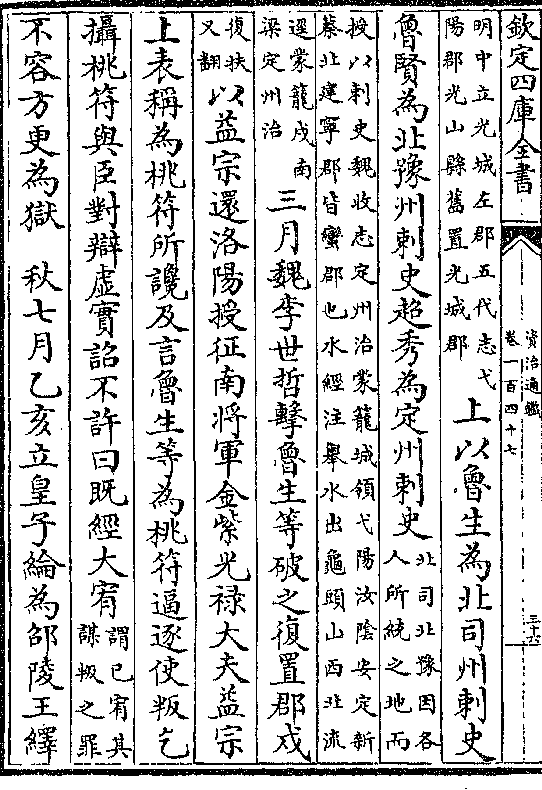 欽定四庫全書
資治通鑑
卷一百四十七
三十六
明中立光城左郡五代志弋
陽郡光山縣舊置光城郡
上以魯生為北司州刺史
魯賢為北豫州刺史超秀為定州刺史
北司北豫因各
人所統之地而
授以刺史魏收志定州治蒙籠城領弋陽汝陰安定新
蔡北建寧郡皆蠻郡也水經注舉水出龜頭山西北流
逕蒙籠戍南
梁定州治
三月魏李世哲擊魯生等破之復置郡戍
復扶
又翻
以益宗還洛陽授征南將軍金紫光祿大夫益宗
上表稱為桃符所讒及言魯生等為桃符逼逐使叛乞
攝桃符與臣對辯虛實詔不許曰既經大宥
謂已宥其
謀叛之罪
不容方更為獄　秋七月乙亥立皇子綸為邵陵王繹